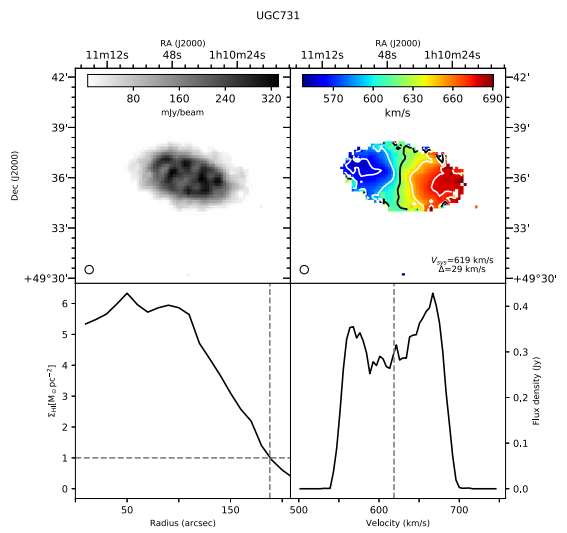 UGC731
RA (J2000)
11m12s 48s 1h10m24s
RA (J2000)
11m12s 48s 1h10m24s
80 160 240 320
mJy/beam
570 600 630 660 690
km/s
42' 39' 36' 33' +49°30'
Dec (J2000)
42' 39' 36' 33' +49°30'
V_sys=619 km/s
Δ=29 km/s
6 5 4 3 2 1 0
Σ_HI[M_⊙pc⁻²]
50 150
Radius (arcsec)
500 600 700
Velocity (km/s)
0.4 0.3 0.2 0.1 0.0
Flux density (Jy)